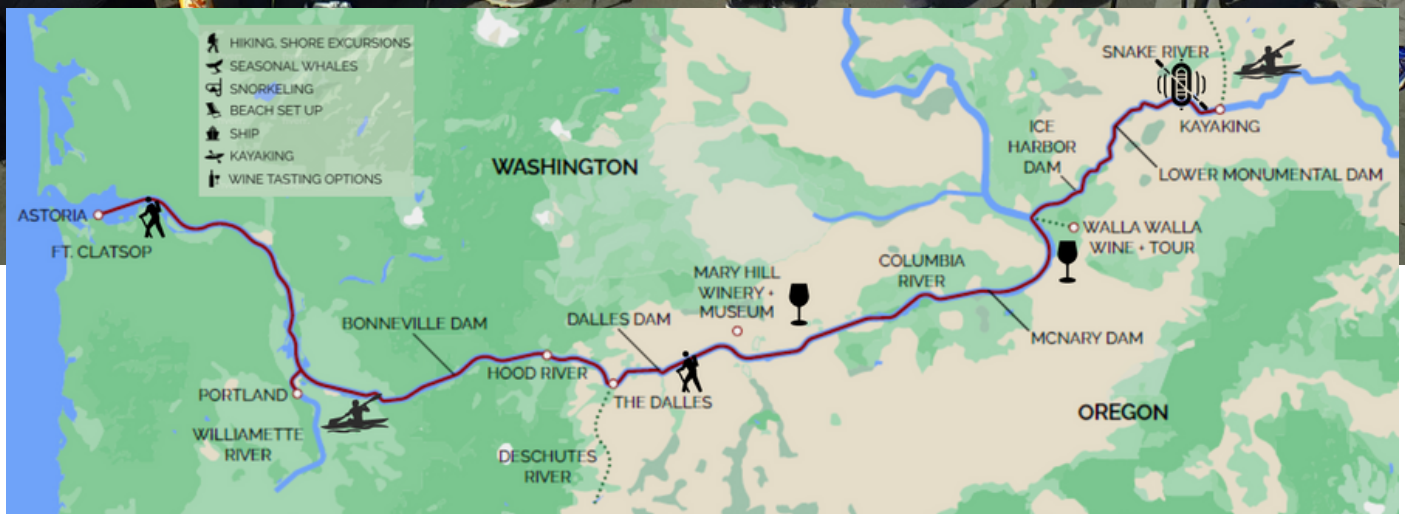 HIKING, SHORE EXCURSIONS
SEASONAL WHALES
SNORKELING
BEACH SET UP
SHIP
KAYAKING
WINE TASTING OPTIONS
WASHINGTON
SNAKE RIVER
KAYAKING
ICE
HARBOR
DAM
LOWER MONUMENTAL DAM
ASTORIA
FT. CLATSOP
WALLA WALLA
WINE + TOUR
COLUMBIA
RIVER
MARY HILL
WINERY +
MUSEUM
BONNEVILLE DAM
DALLES DAM
MCNARY DAM
HOOD RIVER
PORTLAND
THE DALLES
OREGON
WILLIAMETTE
RIVER
DESCHUTES
RIVER